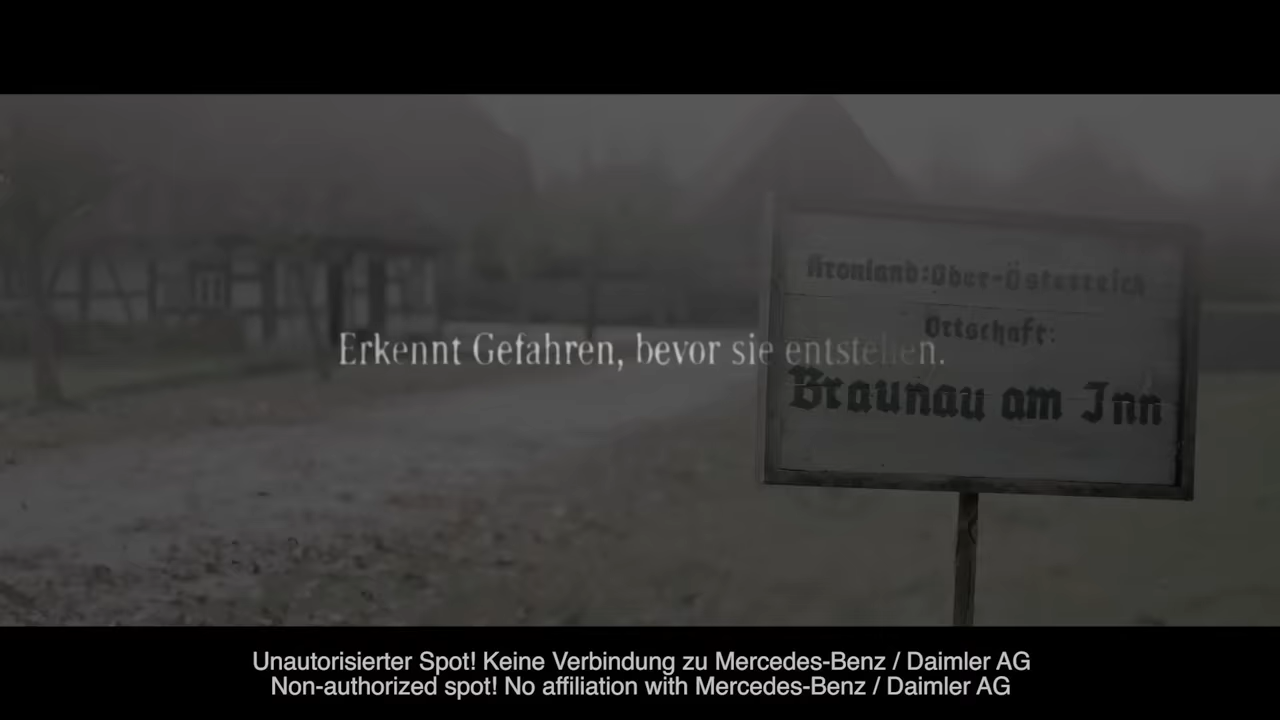 Kronland: Ober-Österreich
Ortschaft:
Erkennt Gefahren, bevor sie entstehen.
Braunau am Inn
Unautorisierter Spot! Keine Verbindung zu Mercedes-Benz / Daimler AG
Non-authorized spot! No affiliation with Mercedes-Benz / Daimler AG